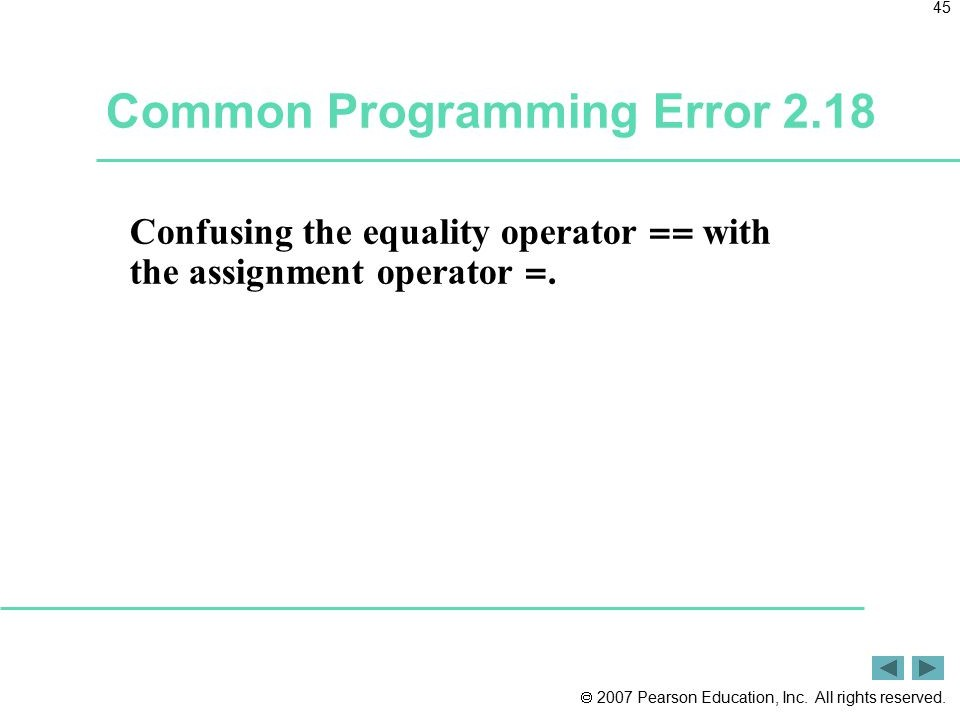 45
Common Programming Error 2.18
Confusing the equality operator == with
the assignment operator =.
© 2007 Pearson Education, Inc. All rights reserved.